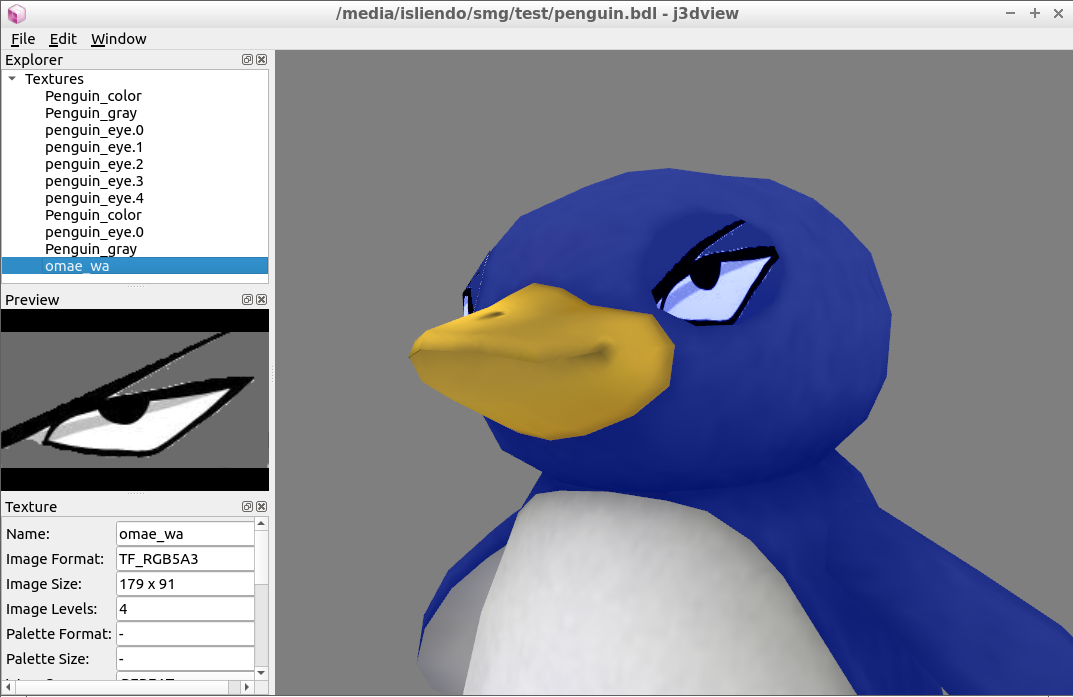 /media/isliendo/smg/test/penguin.bdl - j3dview
File Edit Window
Explorer
Textures
Penguin_color
Penguin_gray
penguin_eye.0
penguin_eye.1
penguin_eye.2
penguin_eye.3
penguin_eye.4
Penguin_color
penguin_eye.0
Penguin_gray
omae_wa
Preview
Texture
Name: omae_wa
Image Format: TF_RGB5A3
Image Size: 179 x 91
Image Levels: 4
Palette Format: -
Palette Size: -